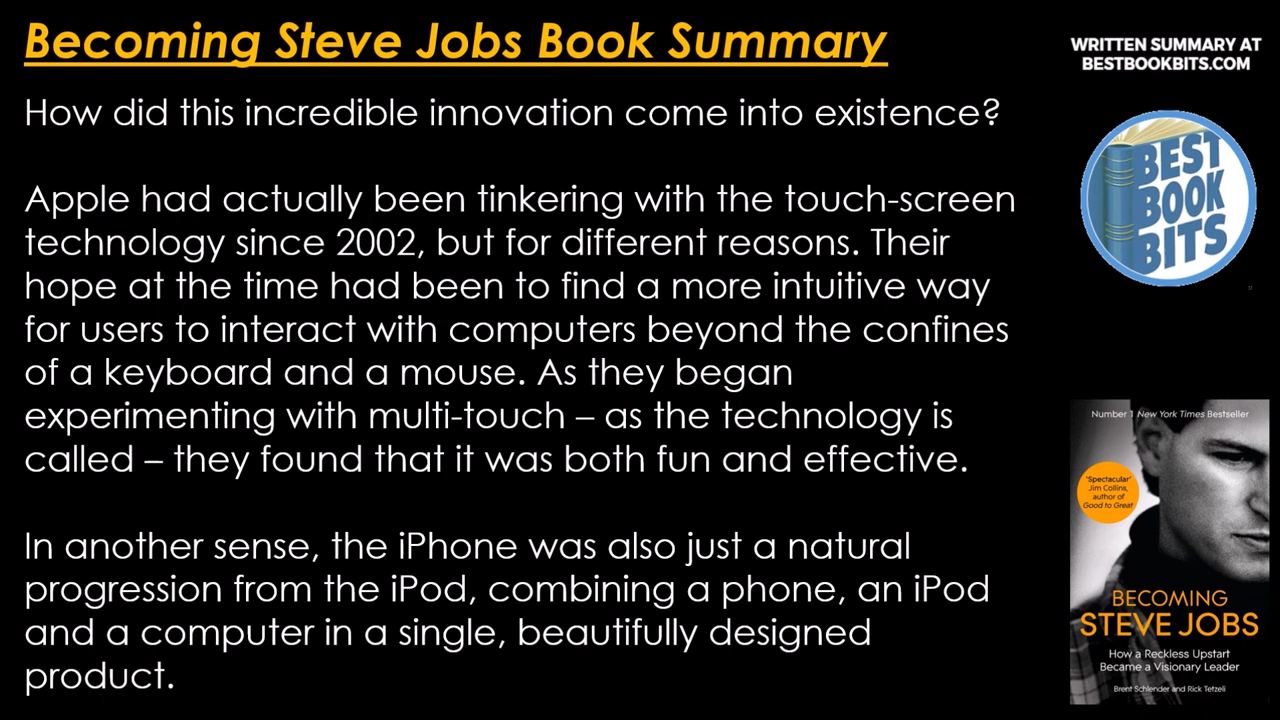 Becoming Steve Jobs Book Summary
How did this incredible innovation come into existence?
Apple had actually been tinkering with the touch-screen
technology since 2002, but for different reasons. Their
hope at the time had been to find a more intuitive way
for users to interact with computers beyond the confines
of a keyboard and a mouse. As they began
experimenting with multi-touch – as the technology is
called – they found that it was both fun and effective.
In another sense, the iPhone was also just a natural
progression from the iPod, combining a phone, an iPod
and a computer in a single, beautifully designed
product.
WRITTEN SUMMARY AT
BESTBOOKBITS.COM
BEST
BOOK
BITS
Number 1 New York Times Bestseller
'Spectacular'
Jim Collins,
author of
Good to Great
BECOMING
STEVE JOBS
How a Reckless Upstart
Became a Visionary Leader
Brent Schlender and Rick Tetzeli